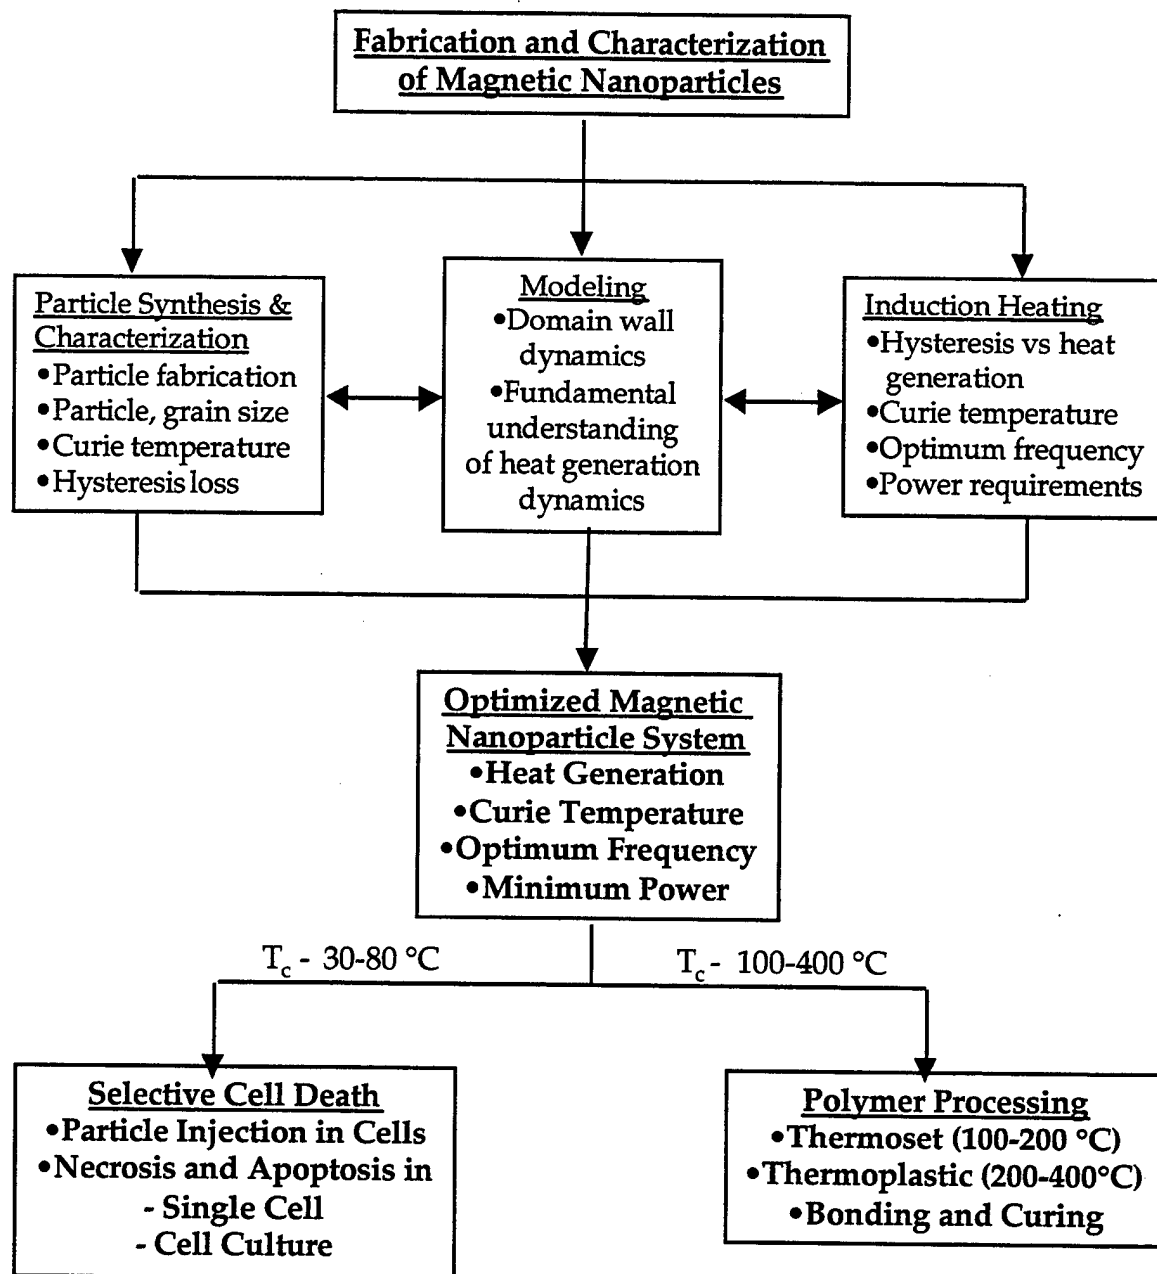 Fabrication and Characterization
of Magnetic Nanoparticles
Particle Synthesis &
Characterization
•Particle fabrication
•Particle, grain size
•Curie temperature
•Hysteresis loss
Modeling
•Domain wall
dynamics
•Fundamental
understanding
of heat generation
dynamics
Induction Heating
•Hysteresis vs heat
generation
•Curie temperature
•Optimum frequency
•Power requirements
Optimized Magnetic
Nanoparticle System
•Heat Generation
•Curie Temperature
•Optimum Frequency
•Minimum Power
Tc - 30-80 °C
Tc - 100-400 °C
Selective Cell Death
•Particle Injection in Cells
•Necrosis and Apoptosis in
- Single Cell
- Cell Culture
Polymer Processing
•Thermoset (100-200 °C)
•Thermoplastic (200-400°C)
•Bonding and Curing